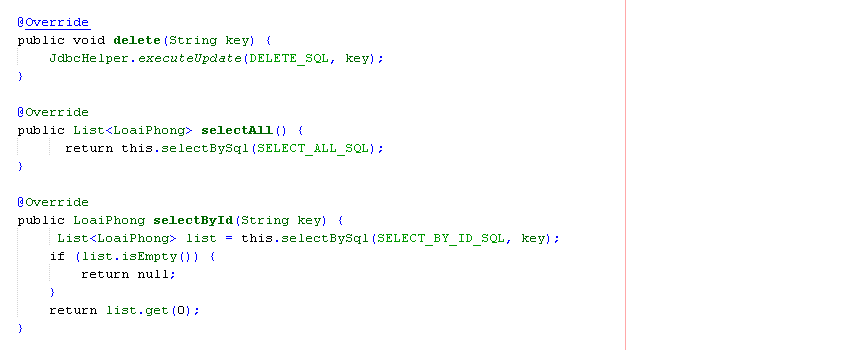 @Override
public void delete(String key) {
    JdbcHelper.executeUpdate(DELETE_SQL, key);
}
@Override
public List<LoaiPhong> selectAll() {
      return this.selectBySql(SELECT_ALL_SQL);
}
@Override
public LoaiPhong selectById(String key) {
     List<LoaiPhong> list = this.selectBySql(SELECT_BY_ID_SQL, key);
    if (list.isEmpty()) {
        return null;
    }
    return list.get(0);
}